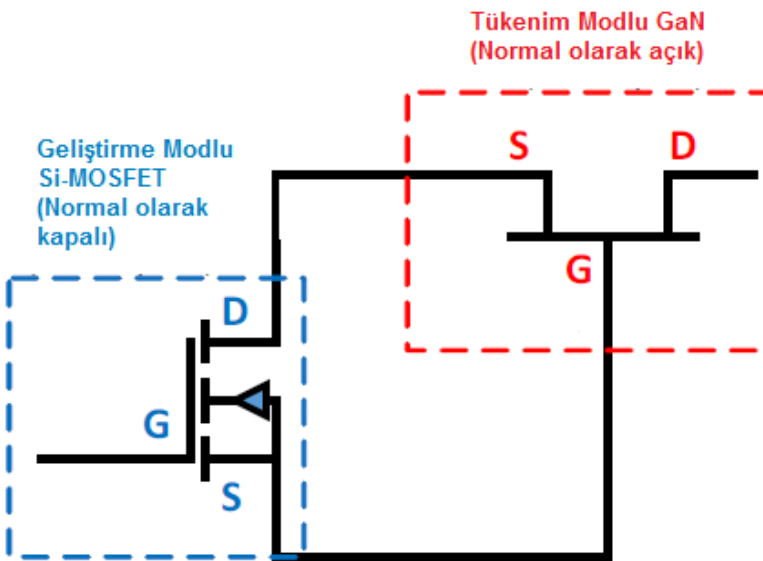 Tükenim Modlu GaN
(Normal olarak açık)
Geliştirme Modlu
Si-MOSFET
(Normal olarak
kapalı)
S
D
G
D
G
S